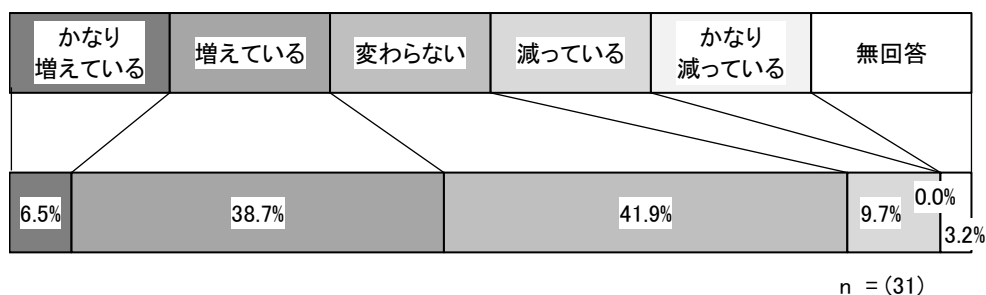 かなり
増えている
増えている
変わらない
減っている
かなり
減っている
無回答
6.5%
38.7%
41.9%
9.7%
0.0%
3.2%
n = (31)